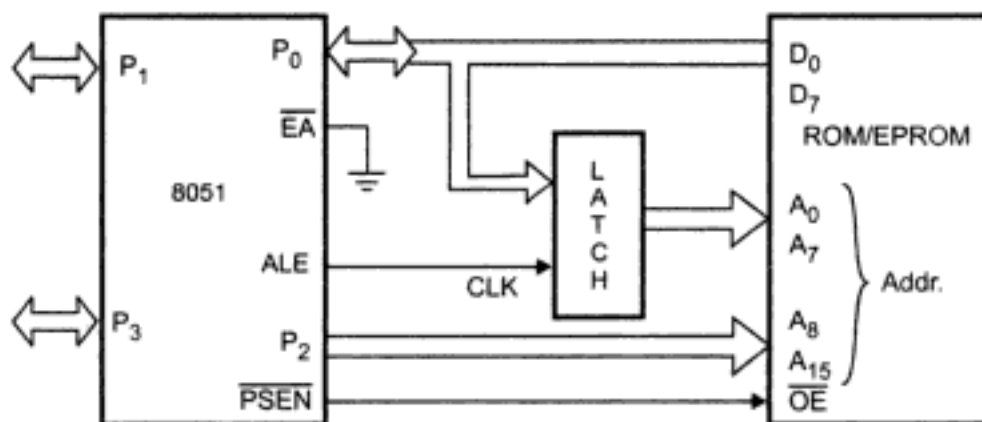 P1
P0
EA
8051
ALE
P3
P2
PSEN
CLK
LATCH
D0
D7
ROM/EPROM
A0
A7
Addr.
A8
A15
OE